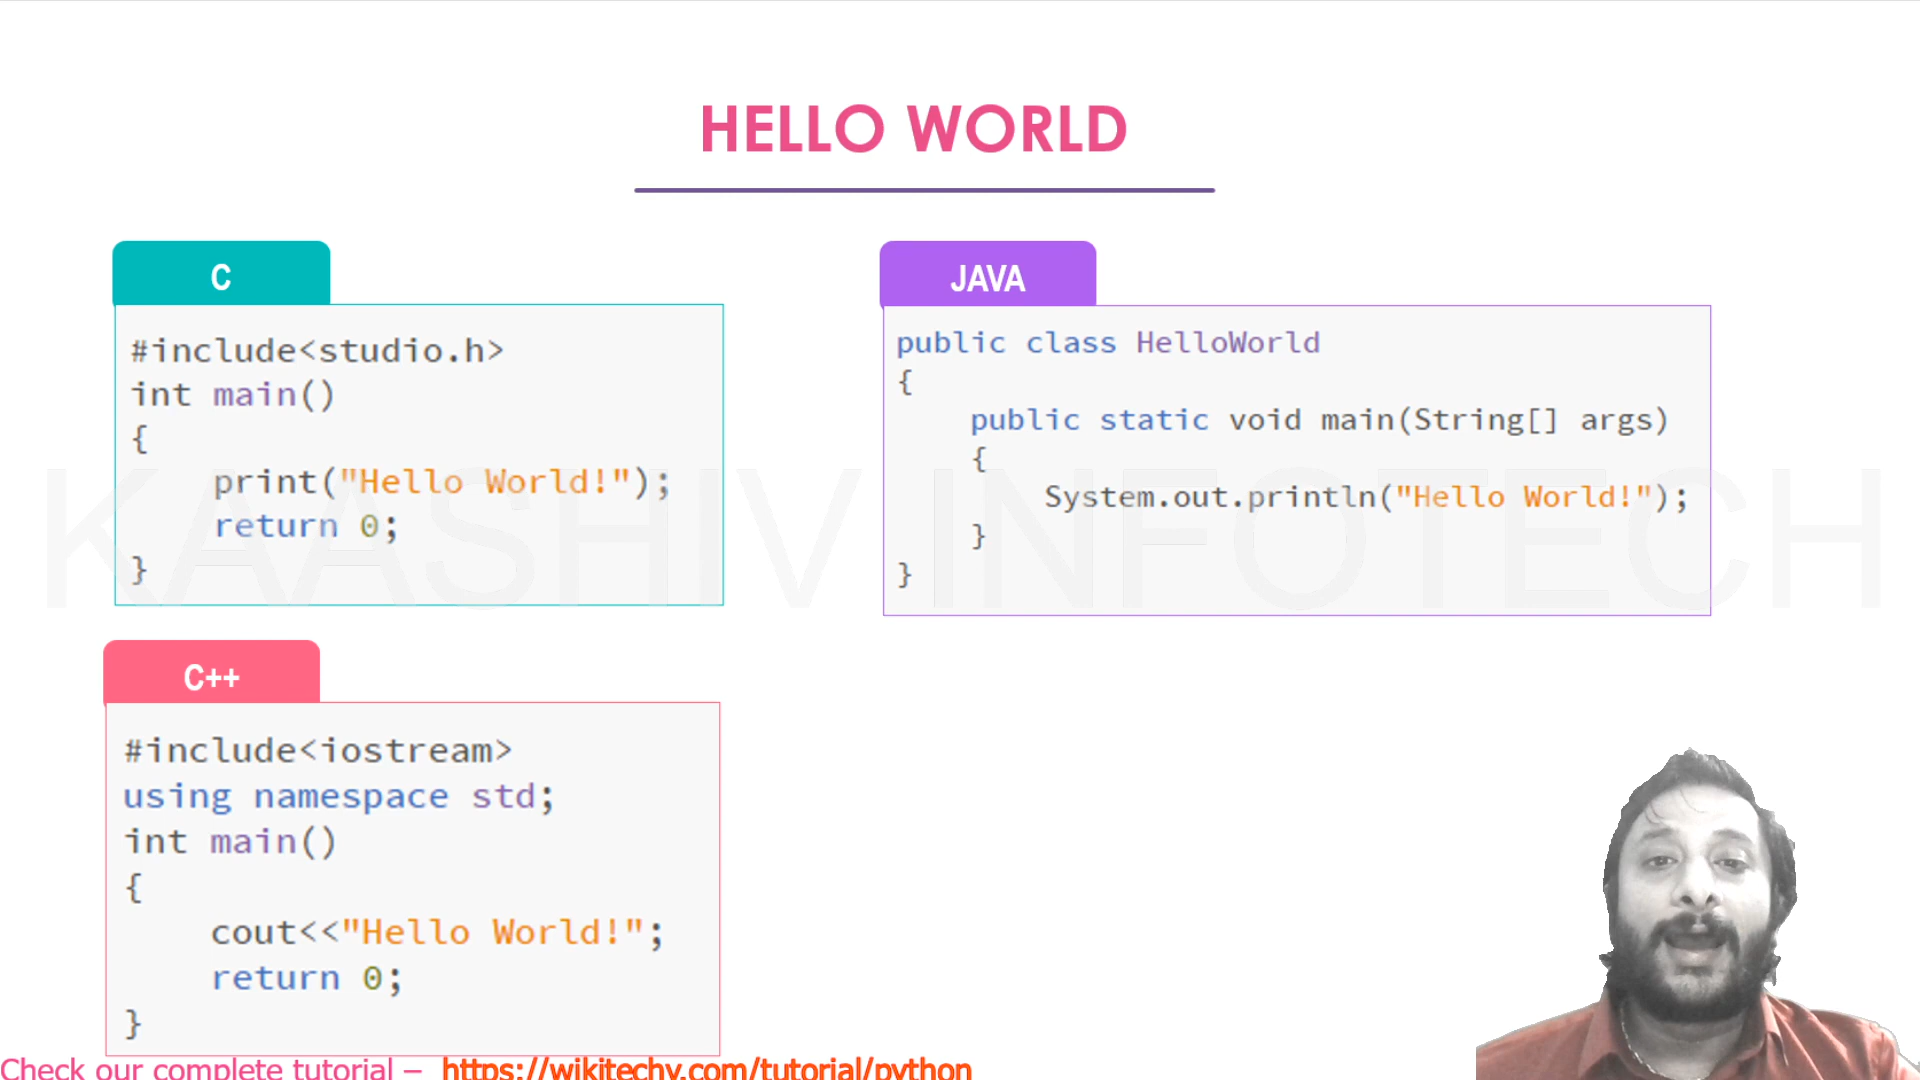 HELLO WORLD
C
#include<studio.h>
int main()
{
print("Hello World!");
return 0;
}
JAVA
public class HelloWorld
{
public static void main(String[] args)
{
System.out.println("Hello World!");
}
}
KAASHIV INFOTECH
C++
#include<iostream>
using namespace std;
int main()
{
cout<<"Hello World!";
return 0;
}
Check our complete tutorial – https://wikitechy.com/tutorial/python